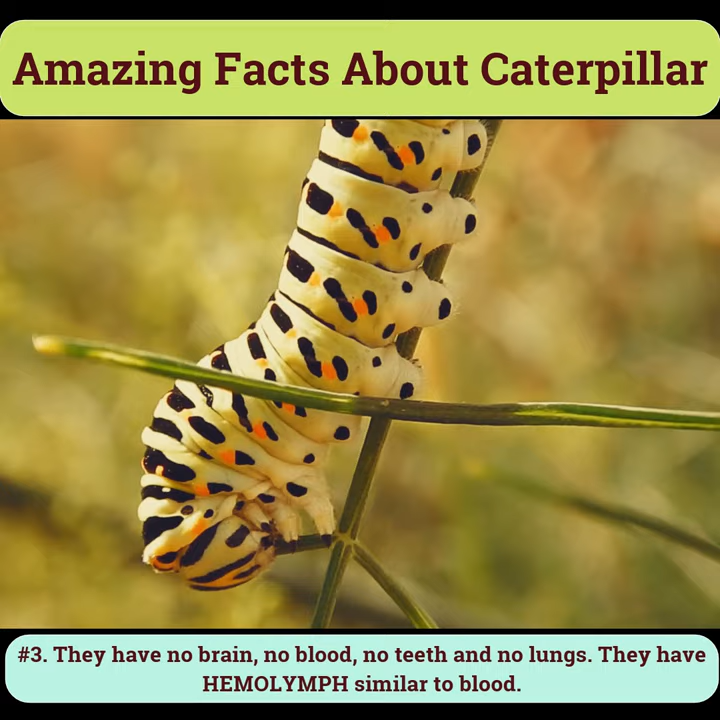 Amazing Facts About Caterpillar
#3. They have no brain, no blood, no teeth and no lungs. They have
HEMOLYMPH similar to blood.